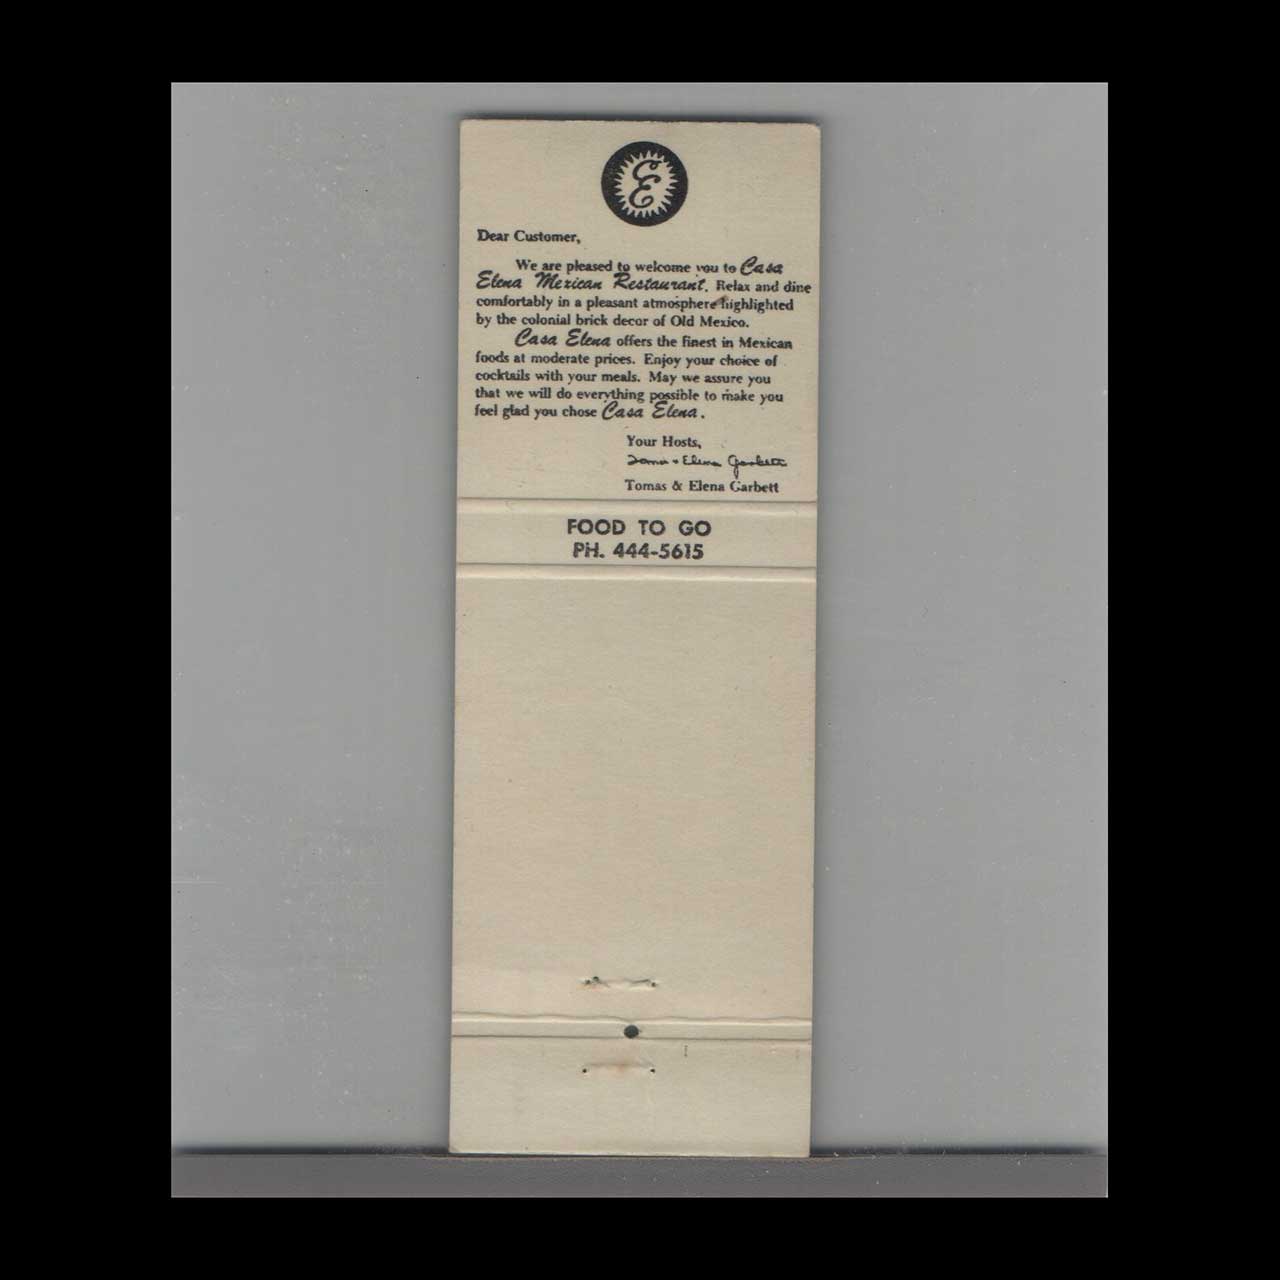 E
Dear Customer,
We are pleased to welcome you to Casa
Elena Mexican Restaurant. Relax and dine
comfortably in a pleasant atmosphere highlighted
by the colonial brick decor of Old Mexico.
Casa Elena offers the finest in Mexican
foods at moderate prices. Enjoy your choice of
cocktails with your meals. May we assure you
that we will do everything possible to make you
feel glad you chose Casa Elena.
Your Hosts,
Tomas & Elena Garbett
Tomas & Elena Garbett
FOOD TO GO
PH. 444-5615